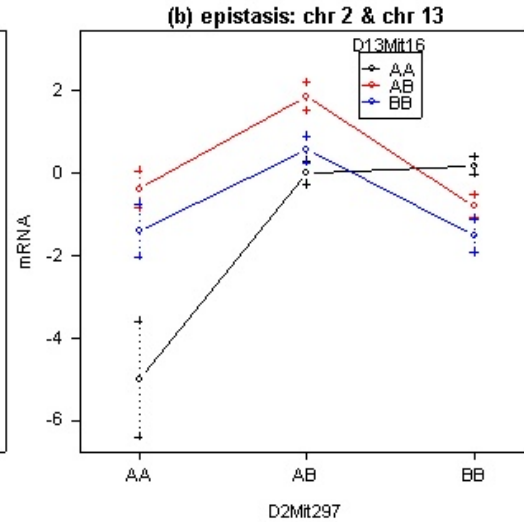 (b) epistasis: chr 2 & chr 13
D13Mit16
AA
AB
BB
2
0
-2
-4
-6
mRNA
AA AB BB
D2Mit297